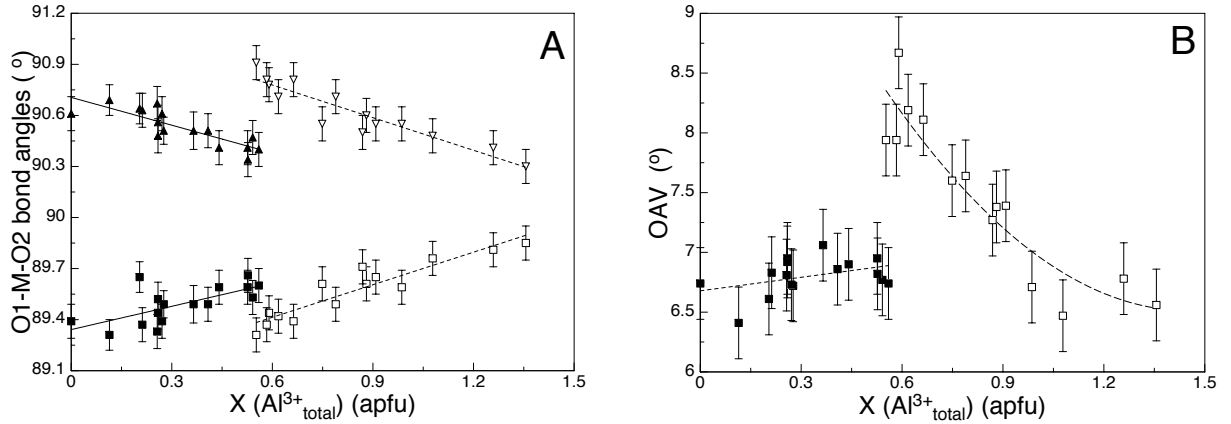 91.2
90.9
90.6
90.3
90
89.7
89.4
89.1
0 0.3 0.6 0.9 1.2 1.5
O1-M-O2 bond angles (º)
X (Al³⁺total) (apfu)
A
9
8.5
8
7.5
7
6.5
6
0 0.3 0.6 0.9 1.2 1.5
OAV (º)
X (Al³⁺total) (apfu)
B